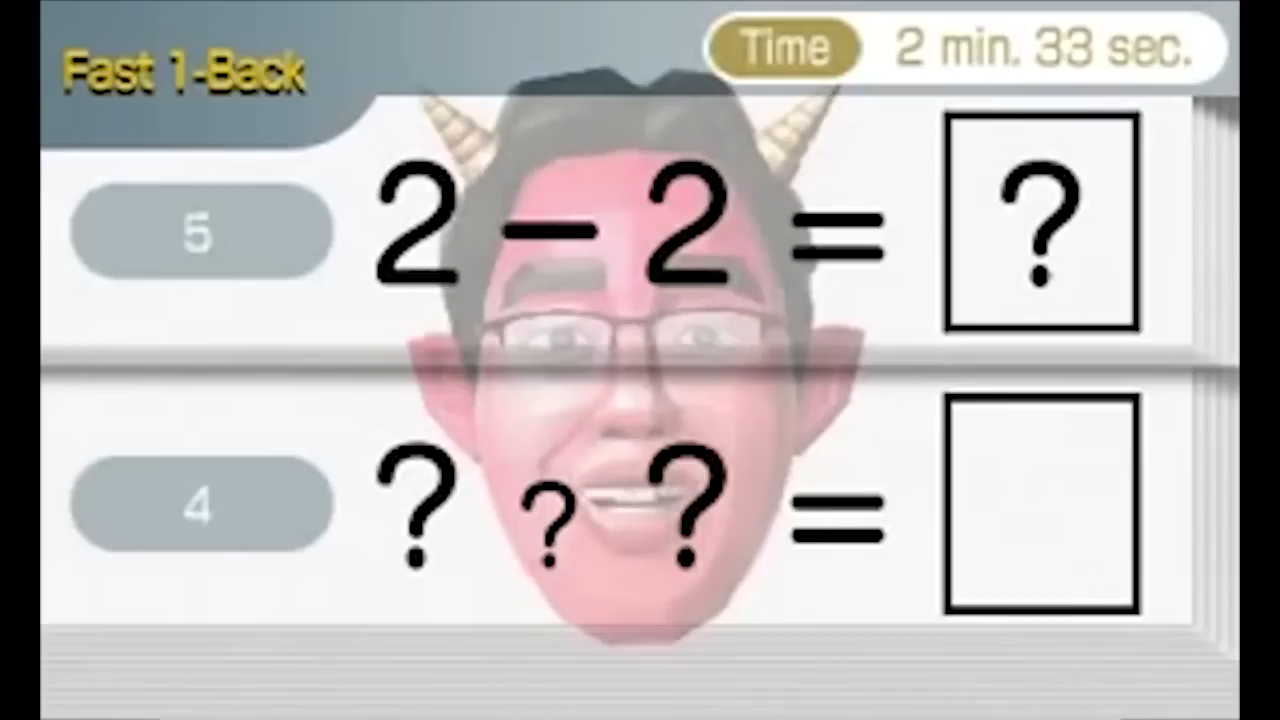 Fast 1-Back
Time 2 min. 33 sec.
5 2 − 2 = ?
4 ? ? ? =